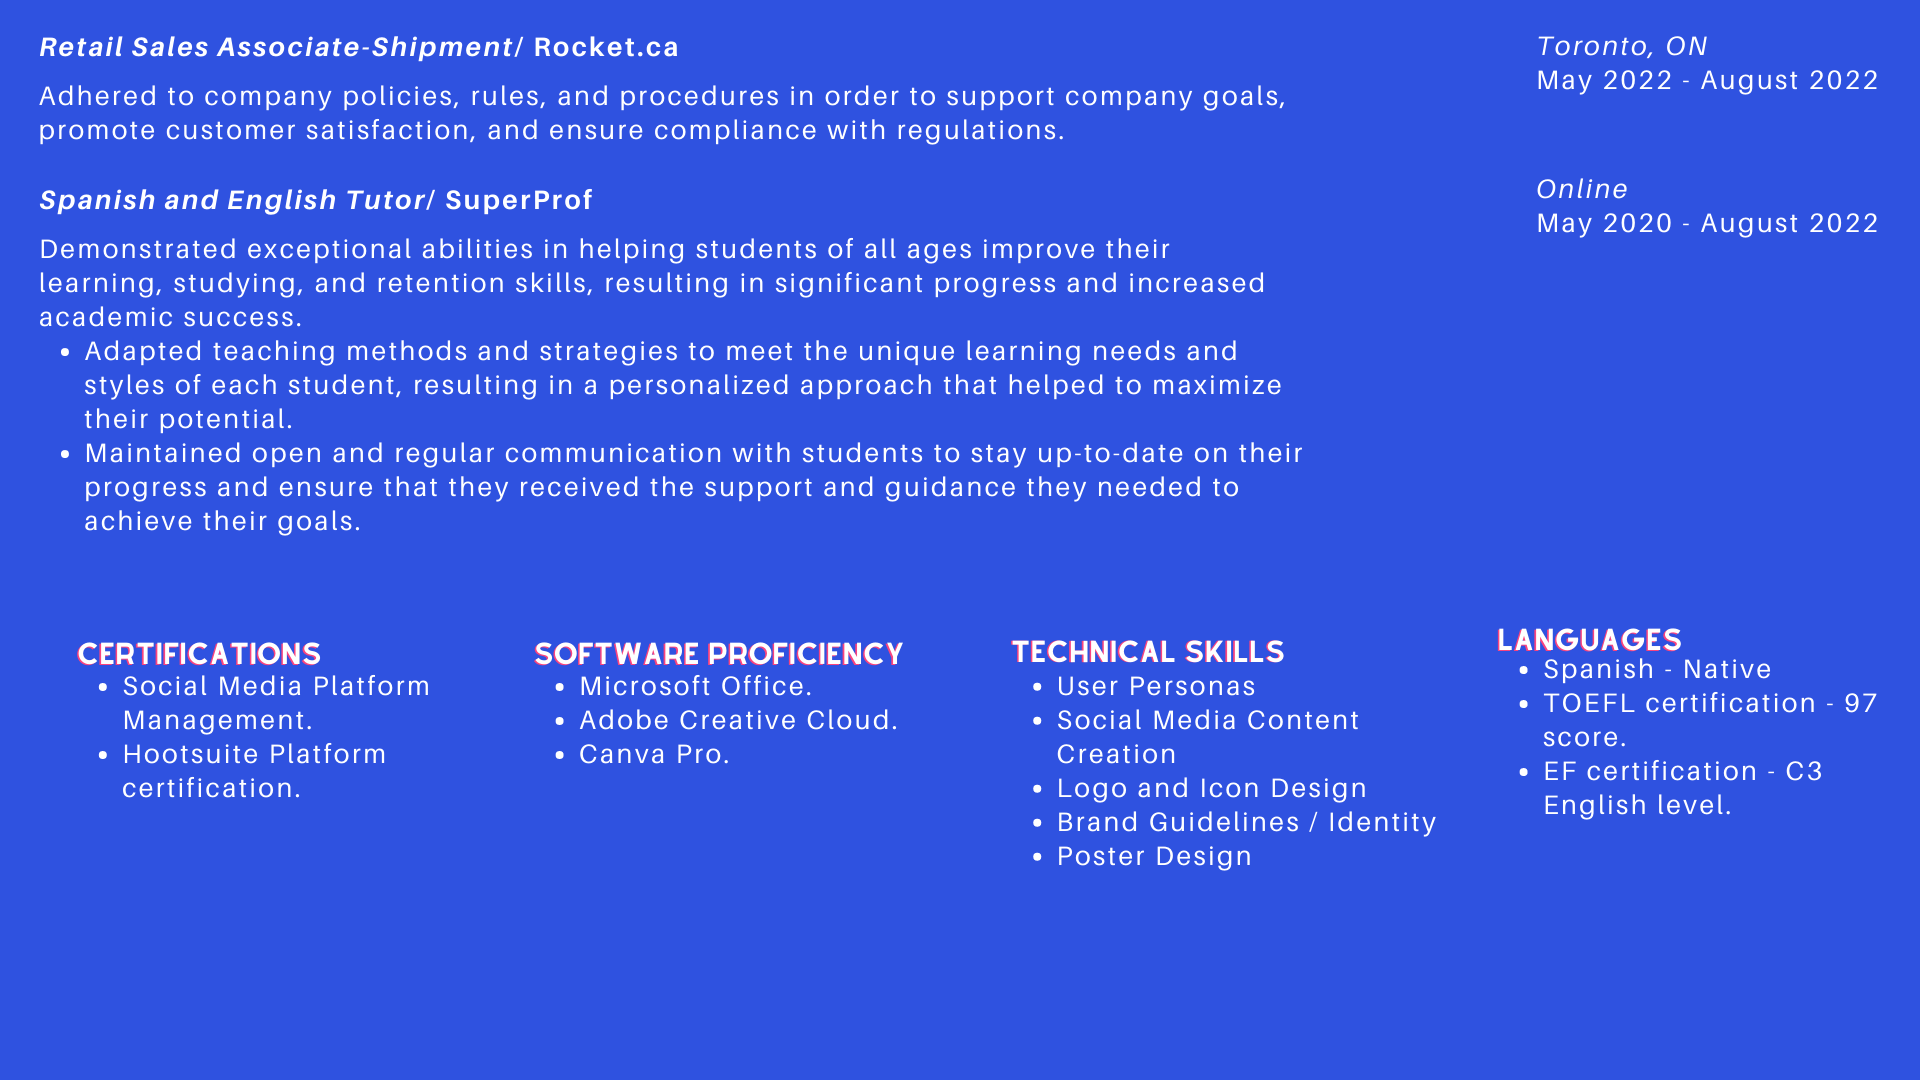 Retail Sales Associate-Shipment/ Rocket.ca
Toronto, ON
May 2022 - August 2022
Adhered to company policies, rules, and procedures in order to support company goals,
promote customer satisfaction, and ensure compliance with regulations.
Spanish and English Tutor/ SuperProf
Online
May 2020 - August 2022
Demonstrated exceptional abilities in helping students of all ages improve their
learning, studying, and retention skills, resulting in significant progress and increased
academic success.
• Adapted teaching methods and strategies to meet the unique learning needs and
styles of each student, resulting in a personalized approach that helped to maximize
their potential.
• Maintained open and regular communication with students to stay up-to-date on their
progress and ensure that they received the support and guidance they needed to
achieve their goals.
CERTIFICATIONS
• Social Media Platform
Management.
• Hootsuite Platform
certification.
SOFTWARE PROFICIENCY
• Microsoft Office.
• Adobe Creative Cloud.
• Canva Pro.
TECHNICAL SKILLS
• User Personas
• Social Media Content
Creation
• Logo and Icon Design
• Brand Guidelines / Identity
• Poster Design
LANGUAGES
• Spanish - Native
• TOEFL certification - 97
score.
• EF certification - C3
English level.